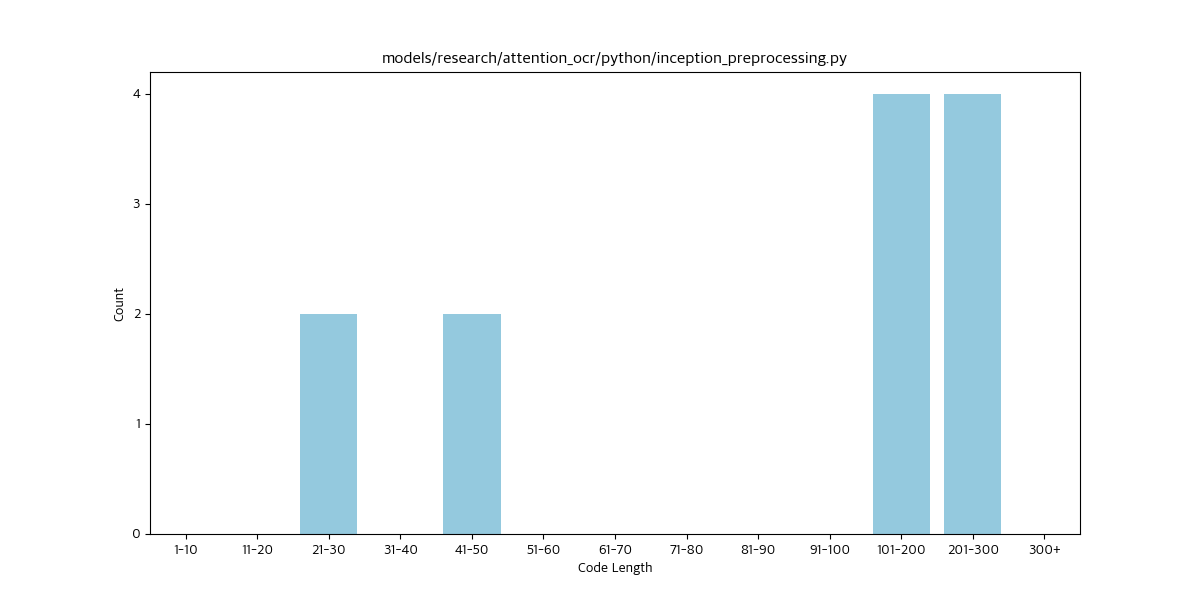 models/research/attention_ocr/python/inception_preprocessing.py
4
3
2
1
0
Count
1-10 11-20 21-30 31-40 41-50 51-60 61-70 71-80 81-90 91-100 101-200 201-300 300+
Code Length